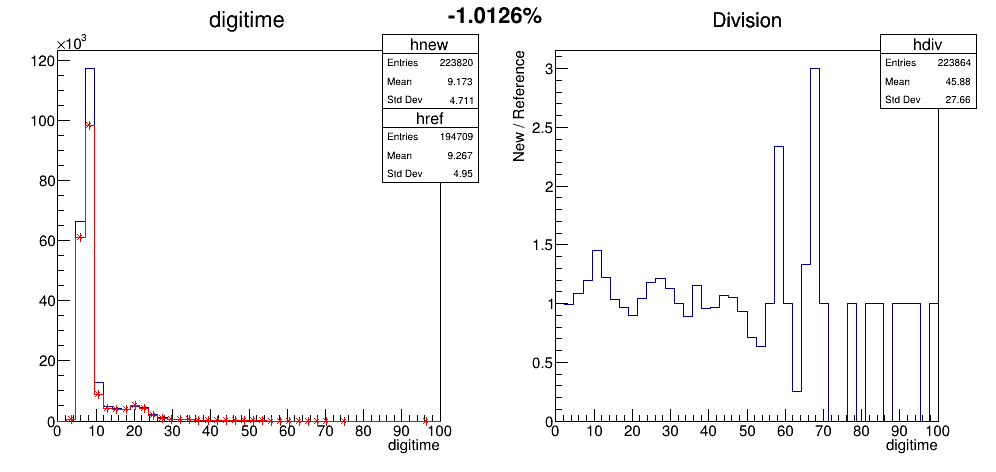 -1.0126%
digitime
×10³
hnew
Entries 223820
Mean 9.173
Std Dev 4.711
href
Entries 194709
Mean 9.267
Std Dev 4.95
120
100
80
60
40
20
0
0 10 20 30 40 50 60 70 80 90 100
digitime
Division
hdiv
Entries 223864
Mean 45.88
Std Dev 27.66
New / Reference
3
2.5
2
1.5
1
0.5
0
0 10 20 30 40 50 60 70 80 90 100
digitime